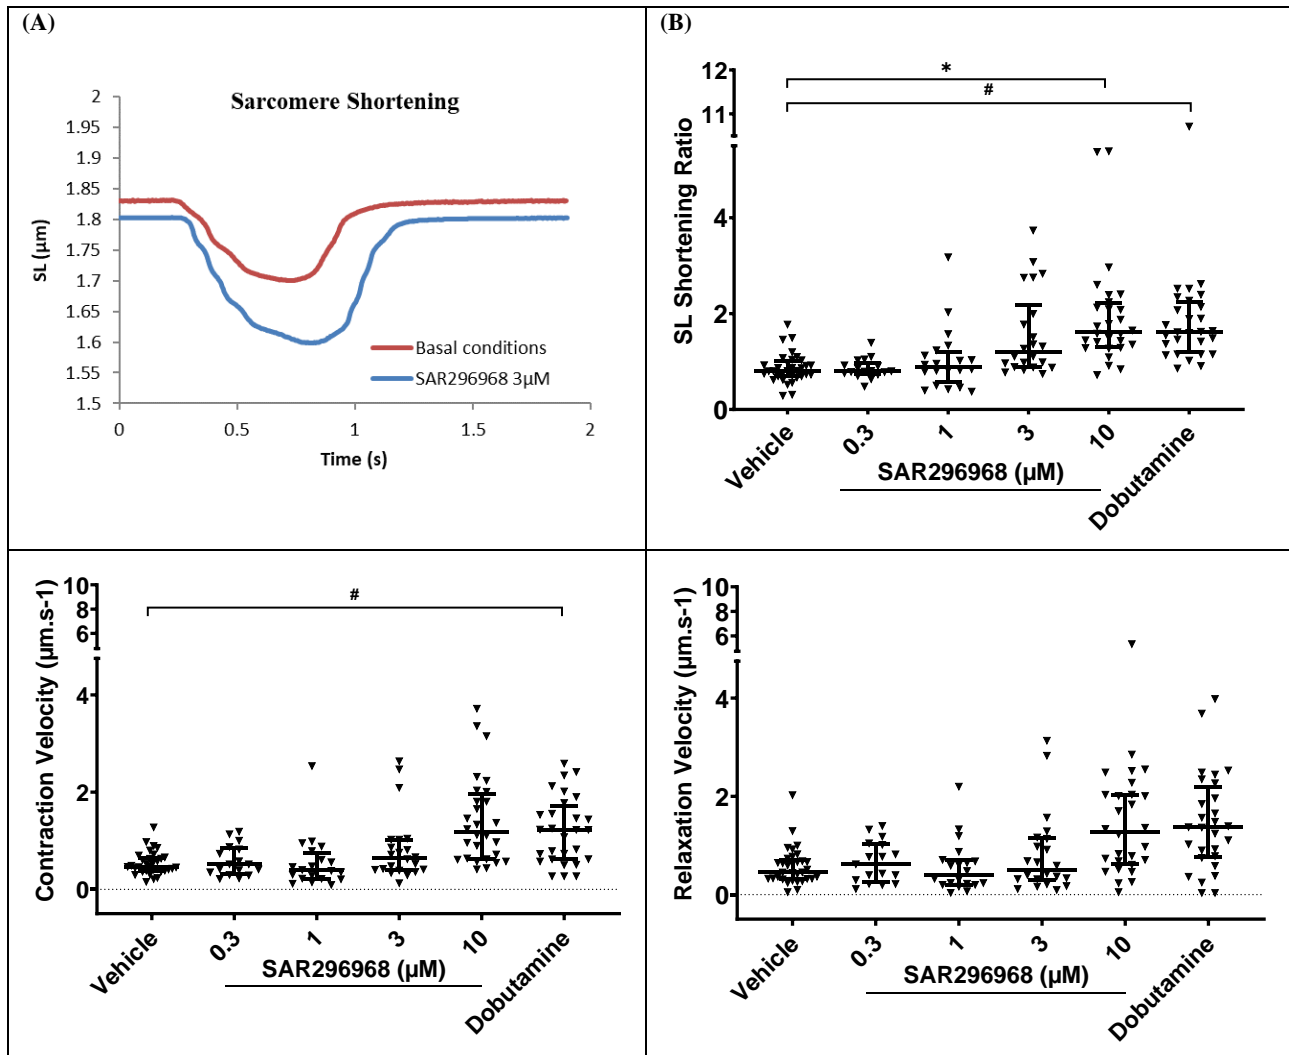 (A)
Sarcomere Shortening
2
1.95
1.9
1.85
1.8
1.75
1.7
1.65
1.6
1.55
1.5
SL (µm)
Basal conditions
SAR296968 3µM
0 0.5 1 1.5 2
Time (s)
(B)
*
#
12
11
4
2
0
SL Shortening Ratio
Vehicle 0.3 1 3 10 Dobutamine
SAR296968 (µM)
#
10
8
6
4
2
0
Contraction Velocity (µm.s-1)
Vehicle 0.3 1 3 10 Dobutamine
SAR296968 (µM)
10
8
6
4
2
0
Relaxation Velocity (µm.s-1)
Vehicle 0.3 1 3 10 Dobutamine
SAR296968 (µM)